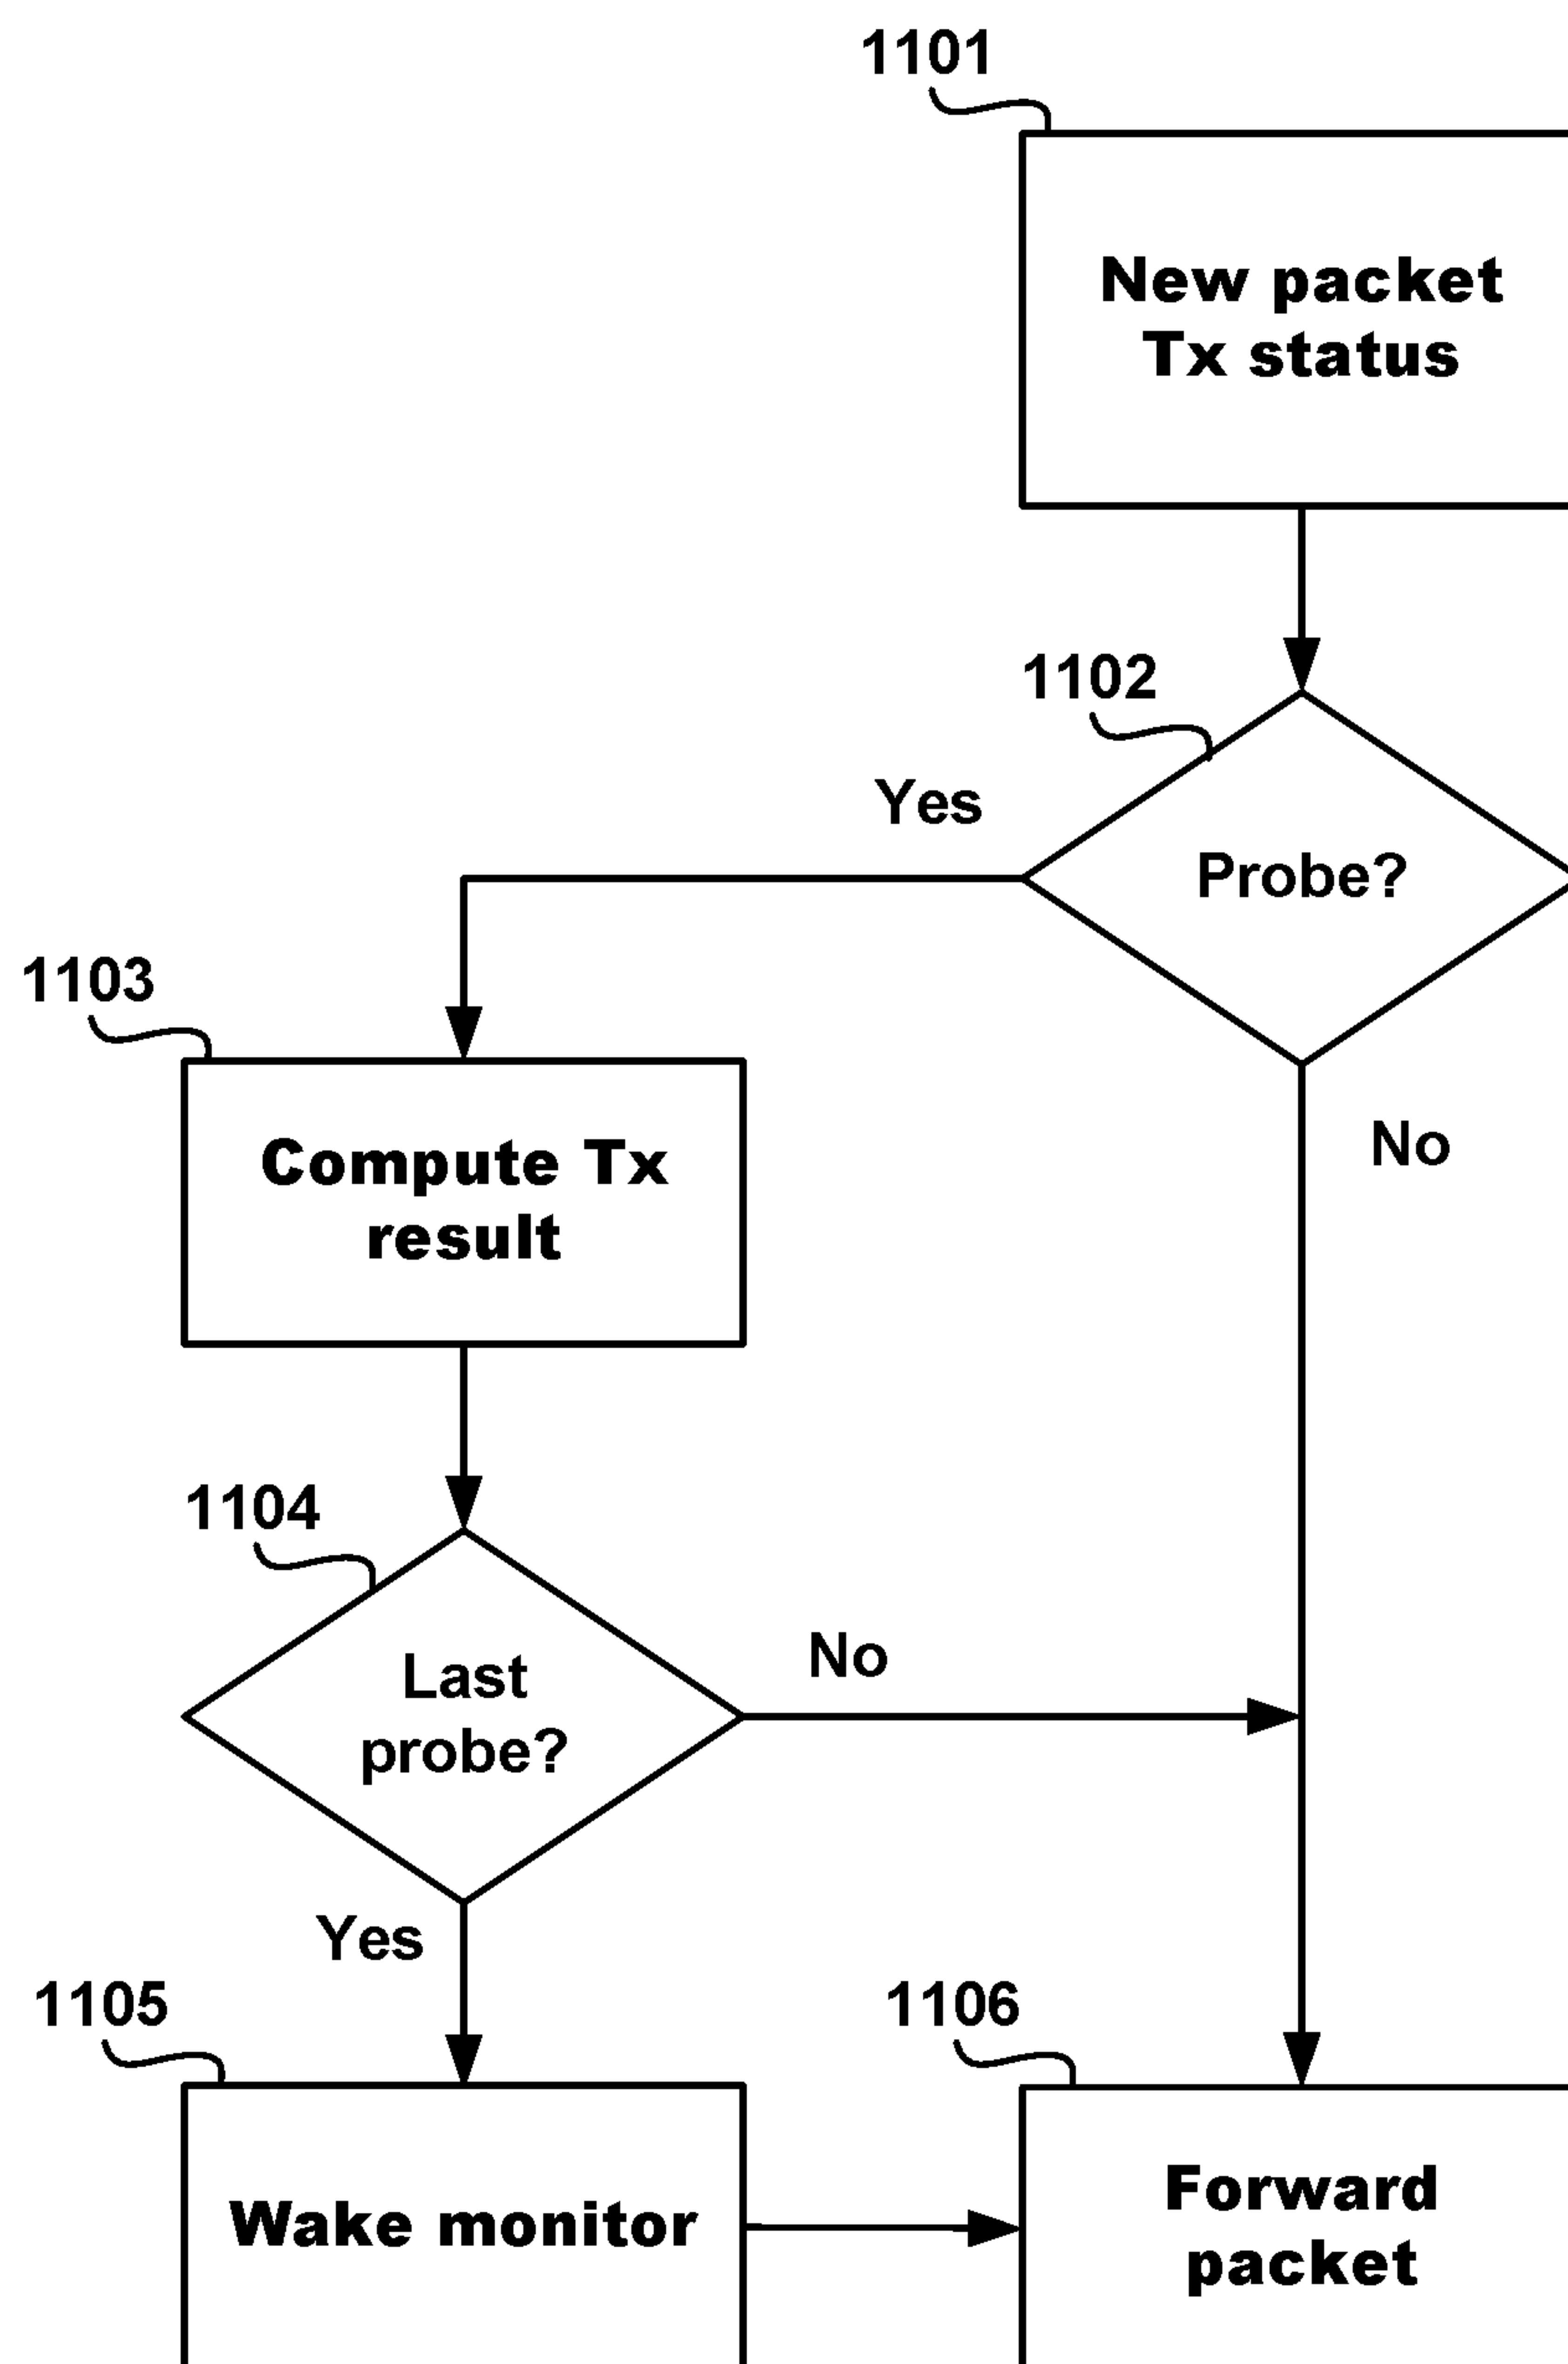 1101
New packet
Tx status
1102
Yes
Probe?
1103
No
Compute Tx
result
1104
No
Last
probe?
Yes
1105
1106
Wake monitor
Forward
packet